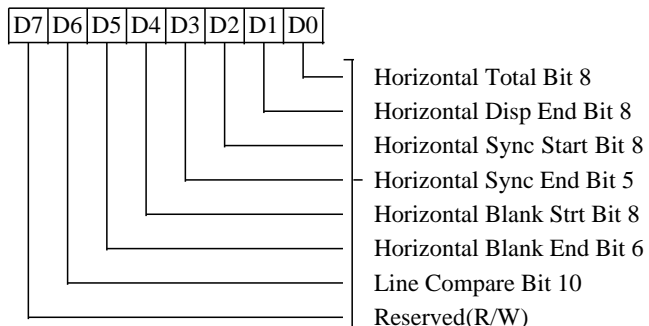 D7 D6 D5 D4 D3 D2 D1 D0
Horizontal Total Bit 8
Horizontal Disp End Bit 8
Horizontal Sync Start Bit 8
Horizontal Sync End Bit 5
Horizontal Blank Strt Bit 8
Horizontal Blank End Bit 6
Line Compare Bit 10
Reserved(R/W)